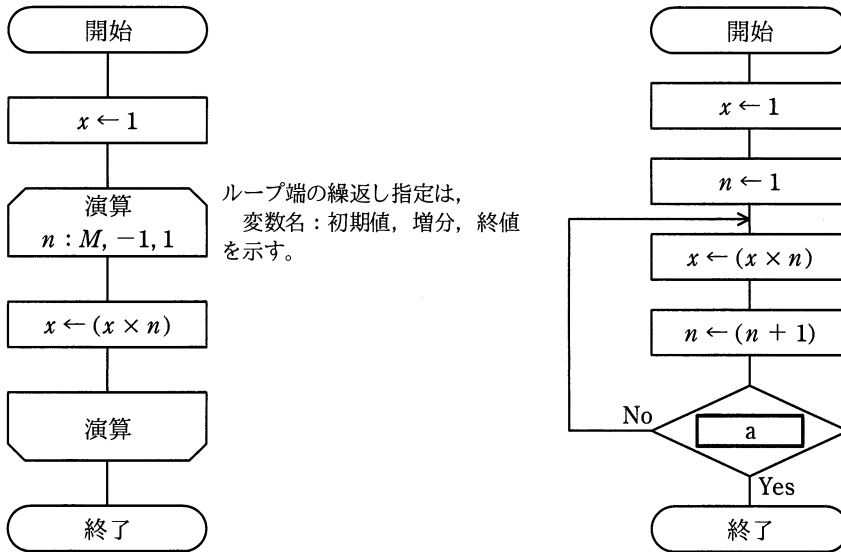 開始
x ← 1
演算
n : M, −1, 1
x ← (x × n)
演算
終了
ループ端の繰返し指定は，
変数名：初期値，増分，終値
を示す。
開始
x ← 1
n ← 1
x ← (x × n)
n ← (n + 1)
No
a
Yes
終了